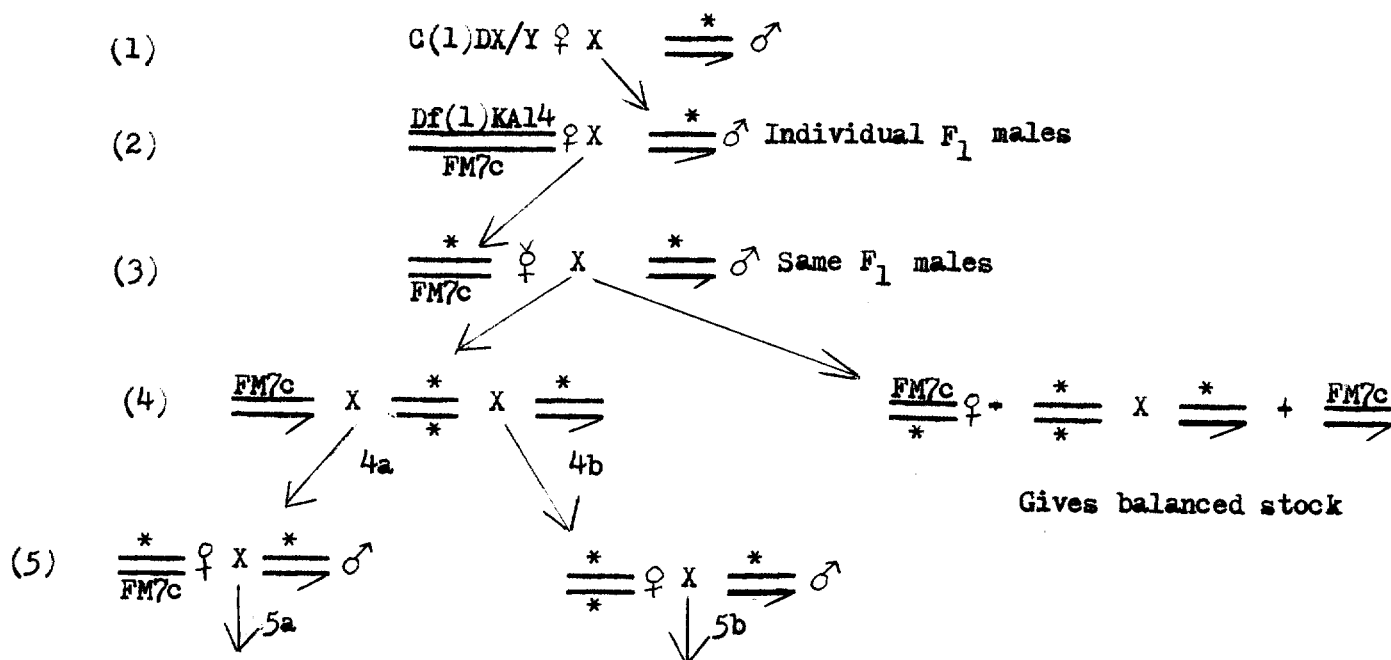 (1) C(1)DX/Y ♀ X * ♂
(2) Df(1)KA14 ♀ X * ♂ Individual F1 males
FM7c
(3) * ♀ X * ♂ Same F1 males
FM7c
(4) FM7c X * X * FM7c ♀ + * X * + FM7c
* * *
4a 4b
Gives balanced stock
(5) * ♀ X * ♂ * ♀ X * ♂
FM7c *
5a 5b